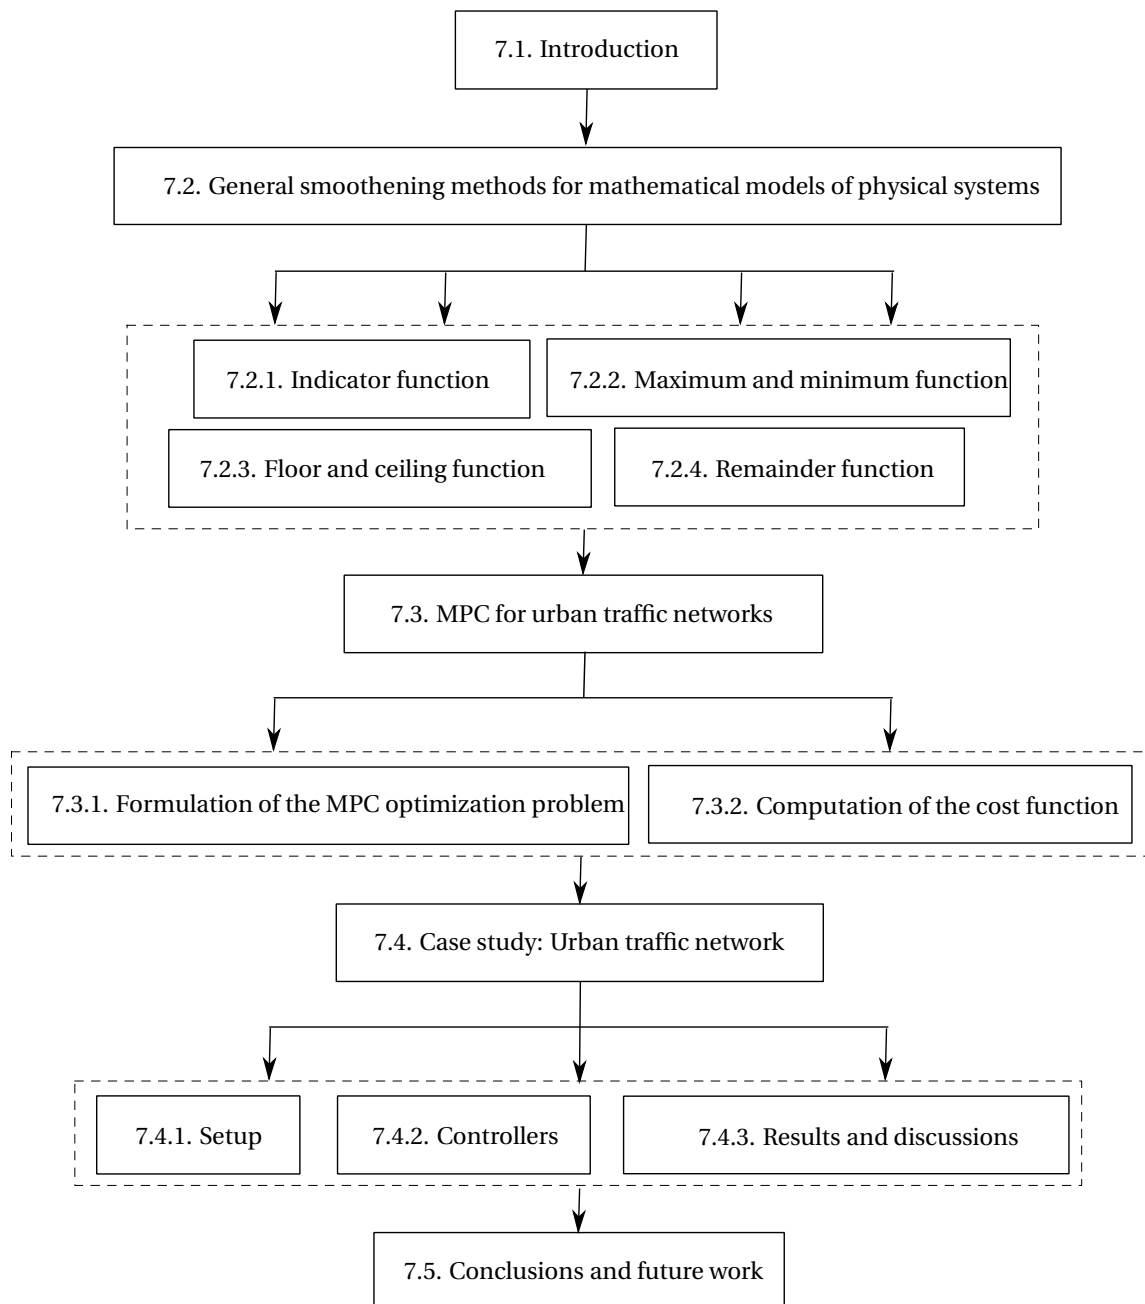 7.1. Introduction
7.2. General smoothening methods for mathematical models of physical systems
7.2.1. Indicator function
7.2.2. Maximum and minimum function
7.2.3. Floor and ceiling function
7.2.4. Remainder function
7.3. MPC for urban traffic networks
7.3.1. Formulation of the MPC optimization problem
7.3.2. Computation of the cost function
7.4. Case study: Urban traffic network
7.4.1. Setup
7.4.2. Controllers
7.4.3. Results and discussions
7.5. Conclusions and future work